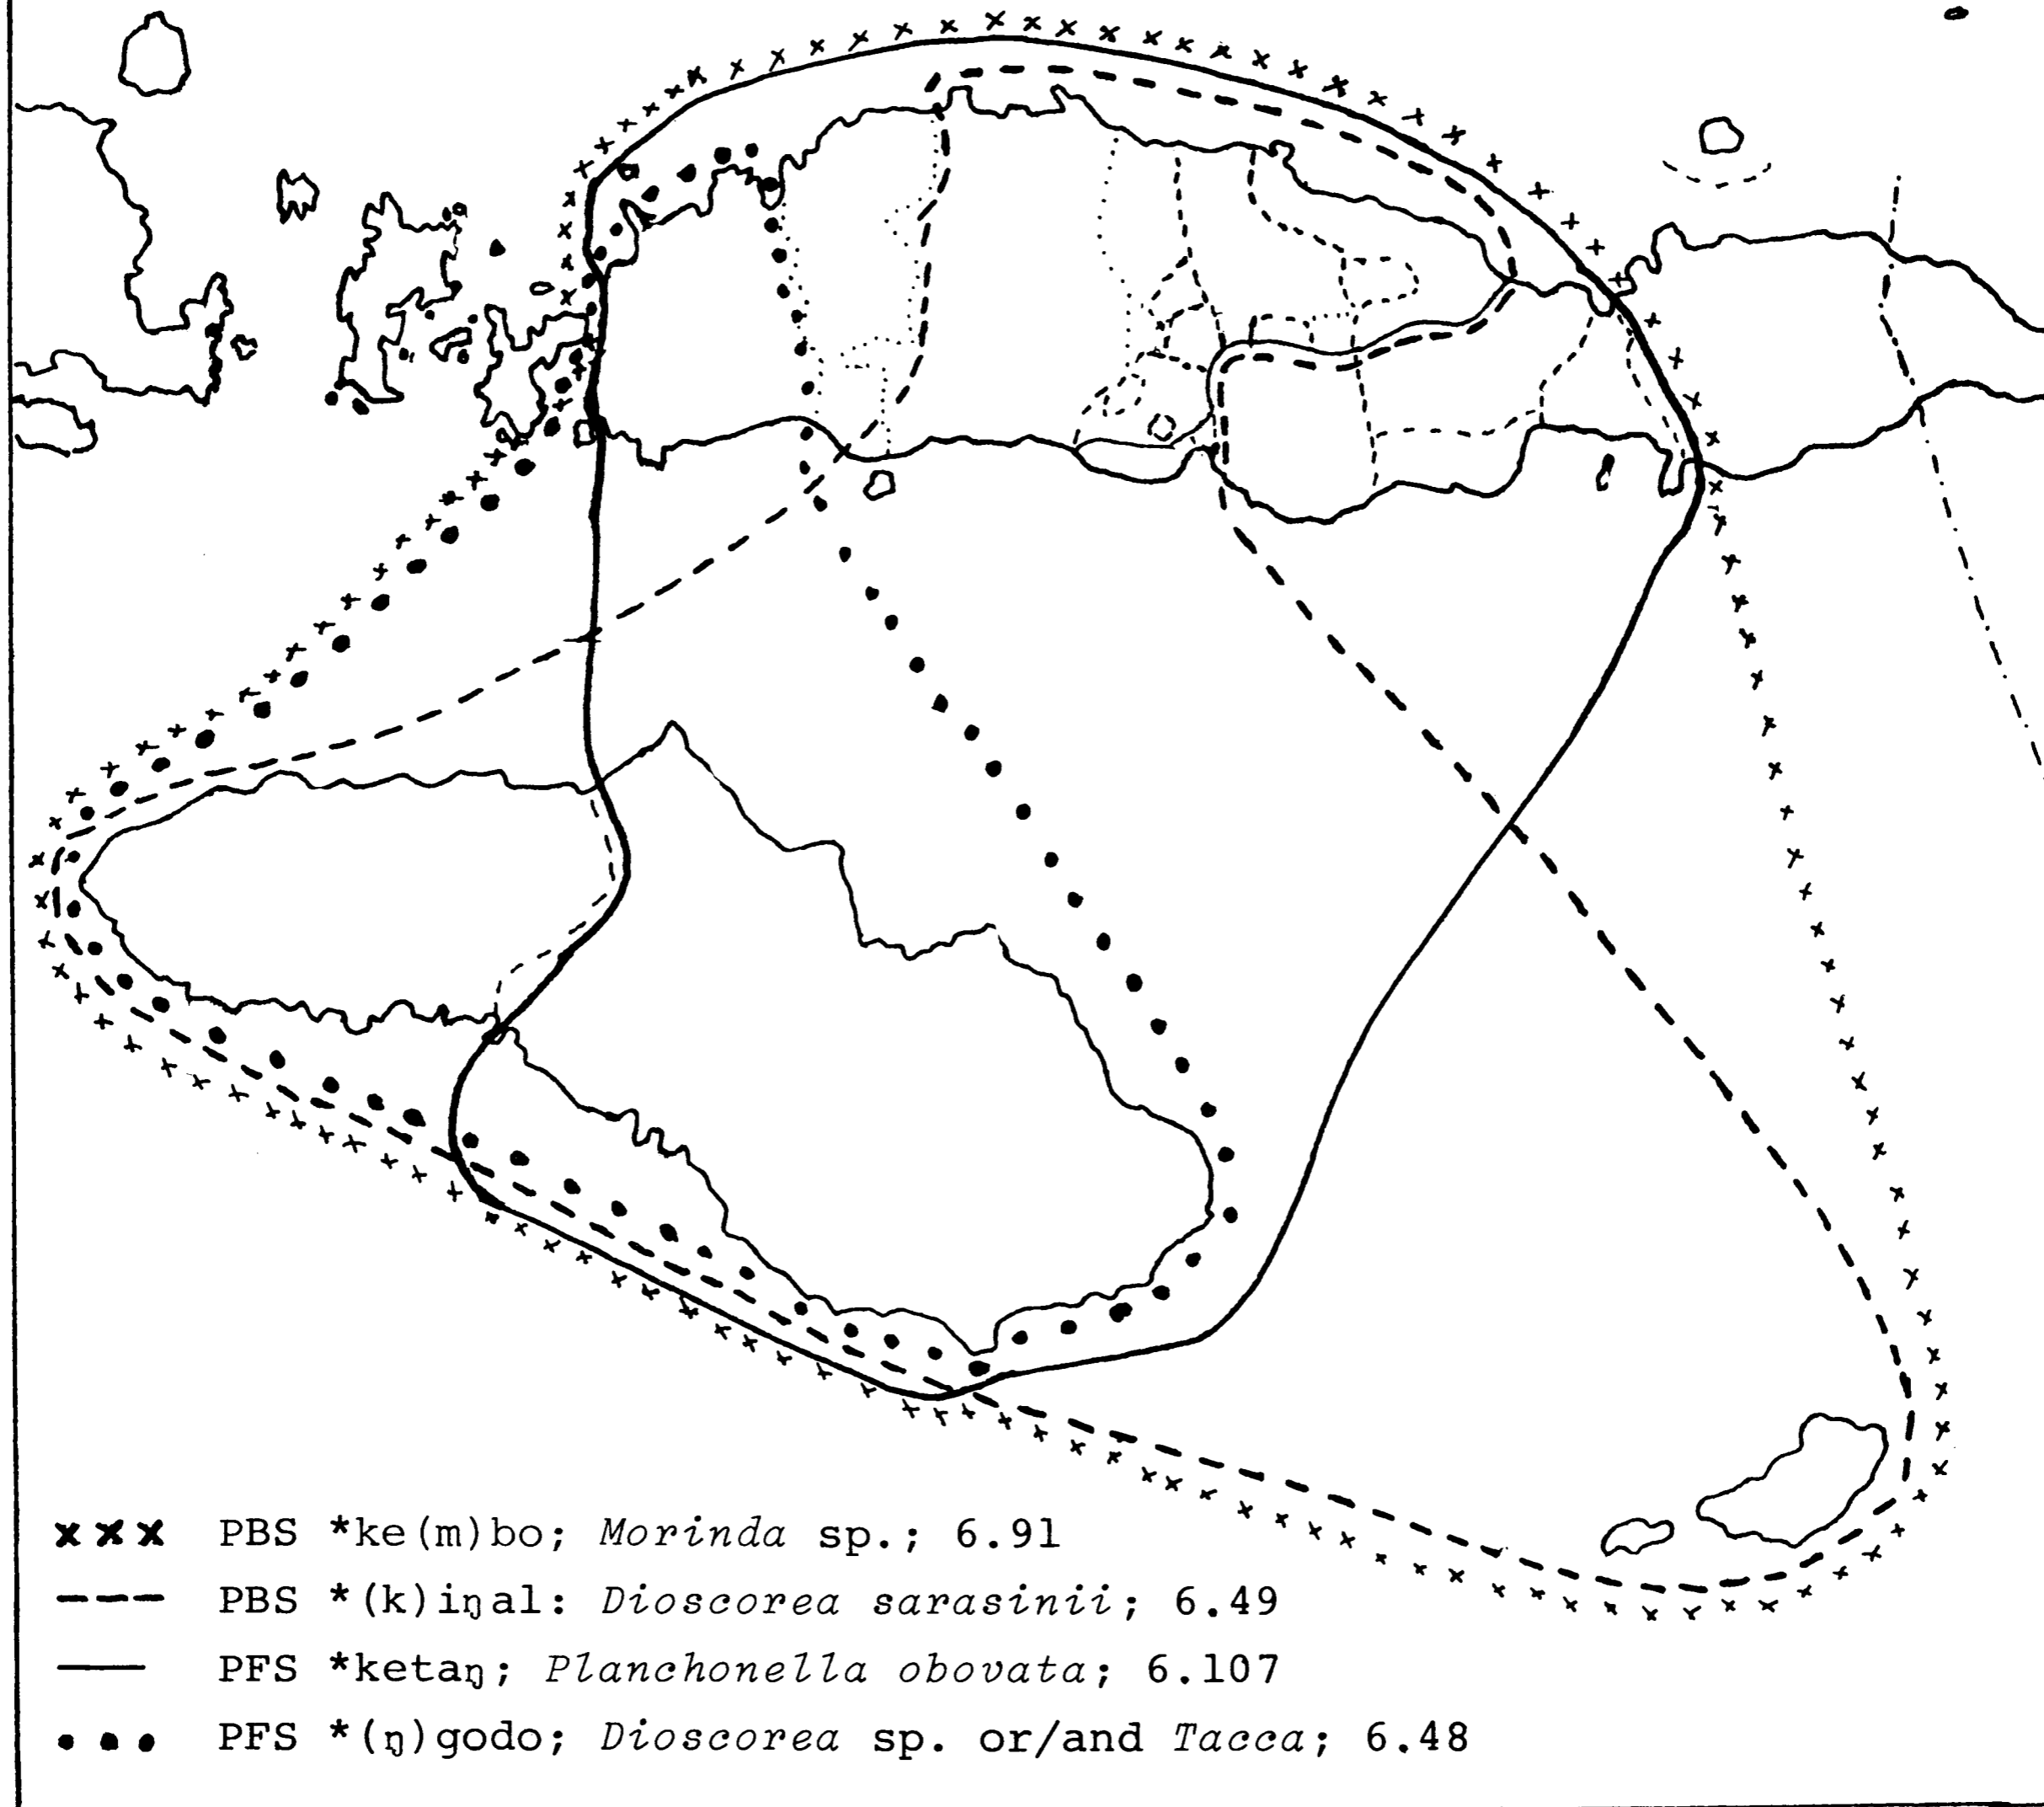 xxx PBS *ke(m)bo; Morinda sp.; 6.91
--- PBS *(k)iŋal: Dioscorea sarasinii; 6.49
— PFS *ketaŋ; Planchonella obovata; 6.107
••• PFS *(ŋ)godo; Dioscorea sp. or/and Tacca; 6.48